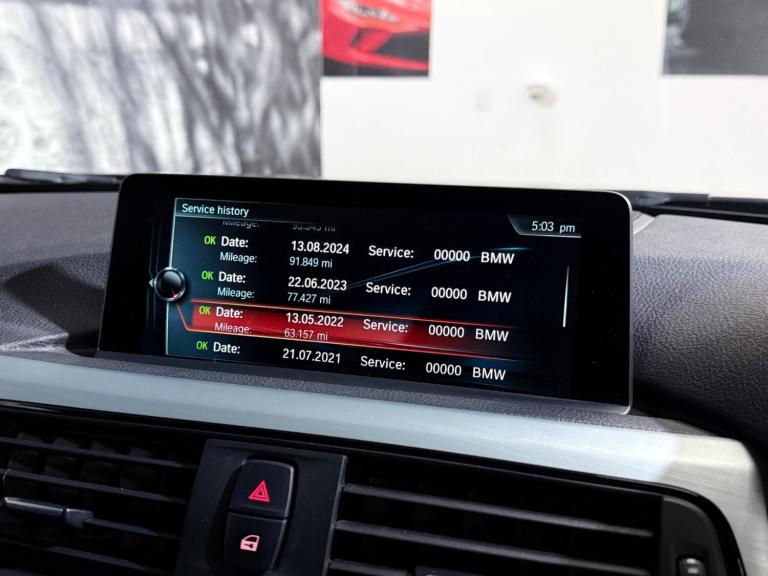 Service history
5:03 pm
Mileage: mi
OK Date: 13.08.2024 Service: 00000 BMW
Mileage: 91.849 mi
OK Date: 22.06.2023 Service: 00000 BMW
Mileage: 77.427 mi
OK Date: 13.05.2022 Service: 00000 BMW
Mileage: 63.157 mi
OK Date: 21.07.2021 Service: 00000 BMW